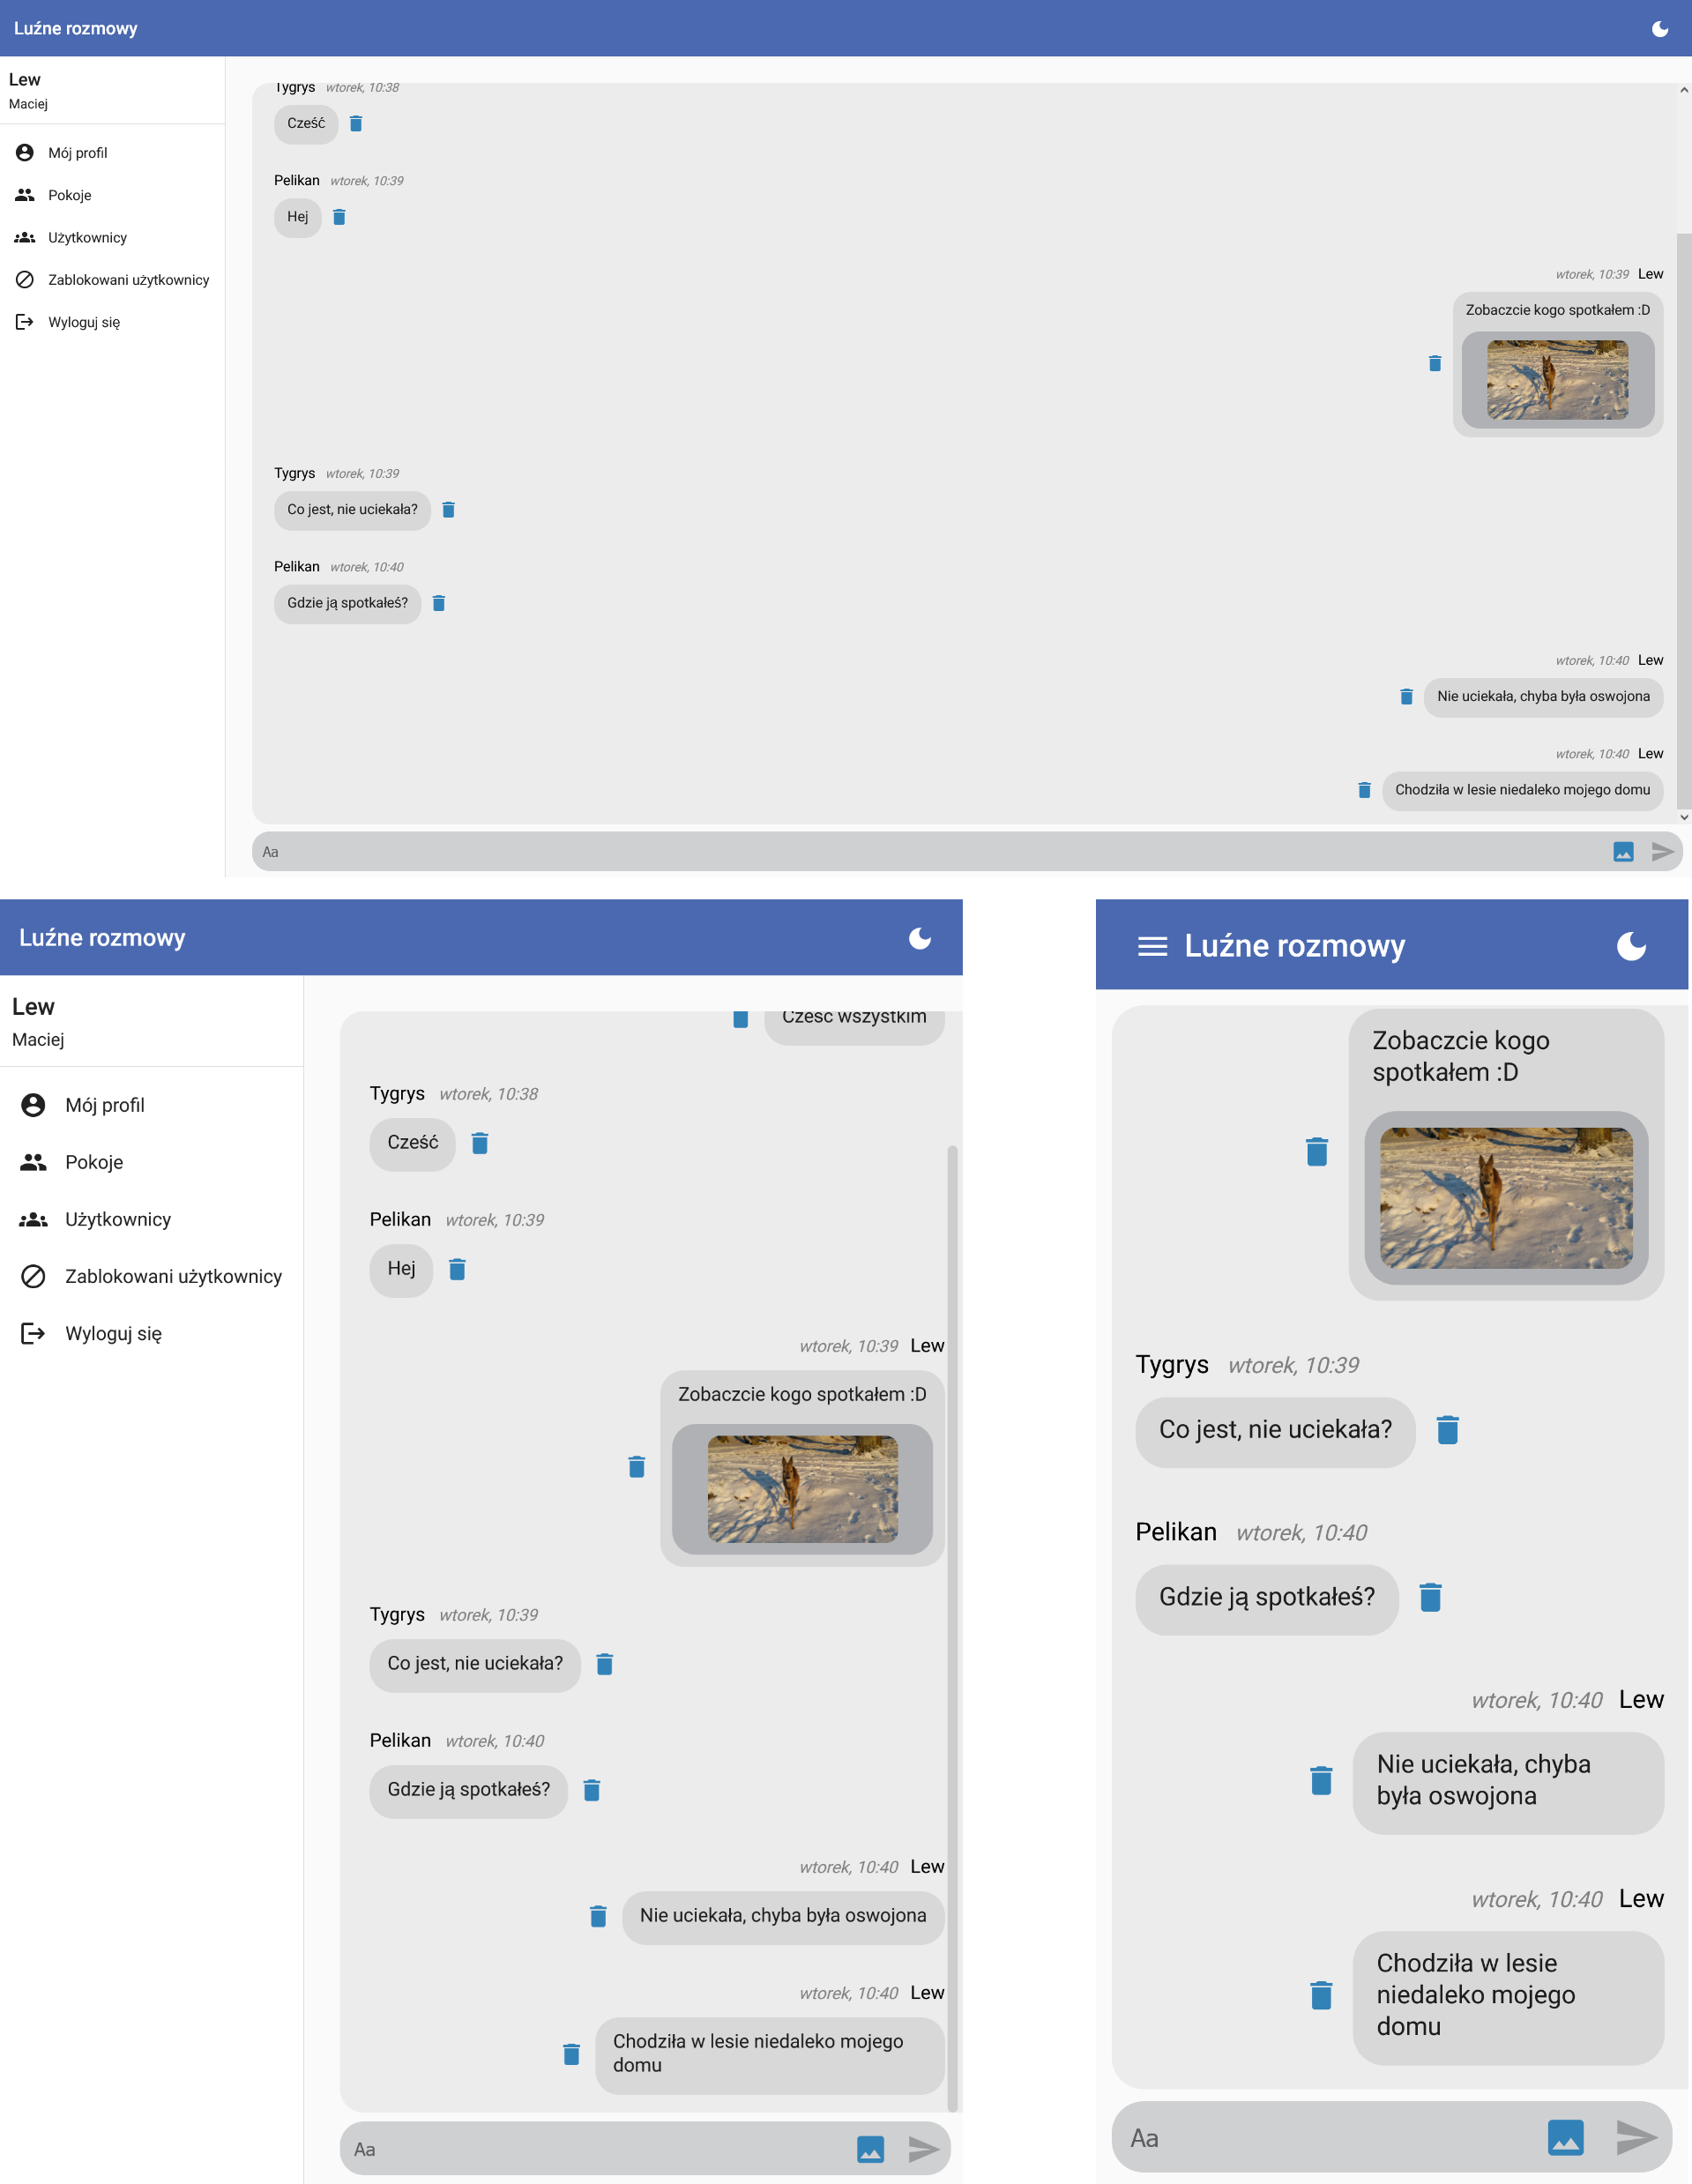 Luźne rozmowy
Lew
Maciej
Mój profil
Pokoje
Użytkownicy
Zablokowani użytkownicy
Wyloguj się
Tygrys wtorek, 10:38
Cześć
Pelikan wtorek, 10:39
Hej
wtorek, 10:39 Lew
Zobaczcie kogo spotkałem :D
Tygrys wtorek, 10:39
Co jest, nie uciekała?
Pelikan wtorek, 10:40
Gdzie ją spotkałeś?
wtorek, 10:40 Lew
Nie uciekała, chyba była oswojona
wtorek, 10:40 Lew
Chodziła w lesie niedaleko mojego domu
Aa
Luźne rozmowy
Lew
Maciej
Mój profil
Pokoje
Użytkownicy
Zablokowani użytkownicy
Wyloguj się
Cześć wszystkim
Tygrys wtorek, 10:38
Cześć
Pelikan wtorek, 10:39
Hej
wtorek, 10:39 Lew
Zobaczcie kogo spotkałem :D
Tygrys wtorek, 10:39
Co jest, nie uciekała?
Pelikan wtorek, 10:40
Gdzie ją spotkałeś?
wtorek, 10:40 Lew
Nie uciekała, chyba była oswojona
wtorek, 10:40 Lew
Chodziła w lesie niedaleko mojego
domu
Aa
Luźne rozmowy
Zobaczcie kogo
spotkałem :D
Tygrys wtorek, 10:39
Co jest, nie uciekała?
Pelikan wtorek, 10:40
Gdzie ją spotkałeś?
wtorek, 10:40 Lew
Nie uciekała, chyba
była oswojona
wtorek, 10:40 Lew
Chodziła w lesie
niedaleko mojego
domu
Aa